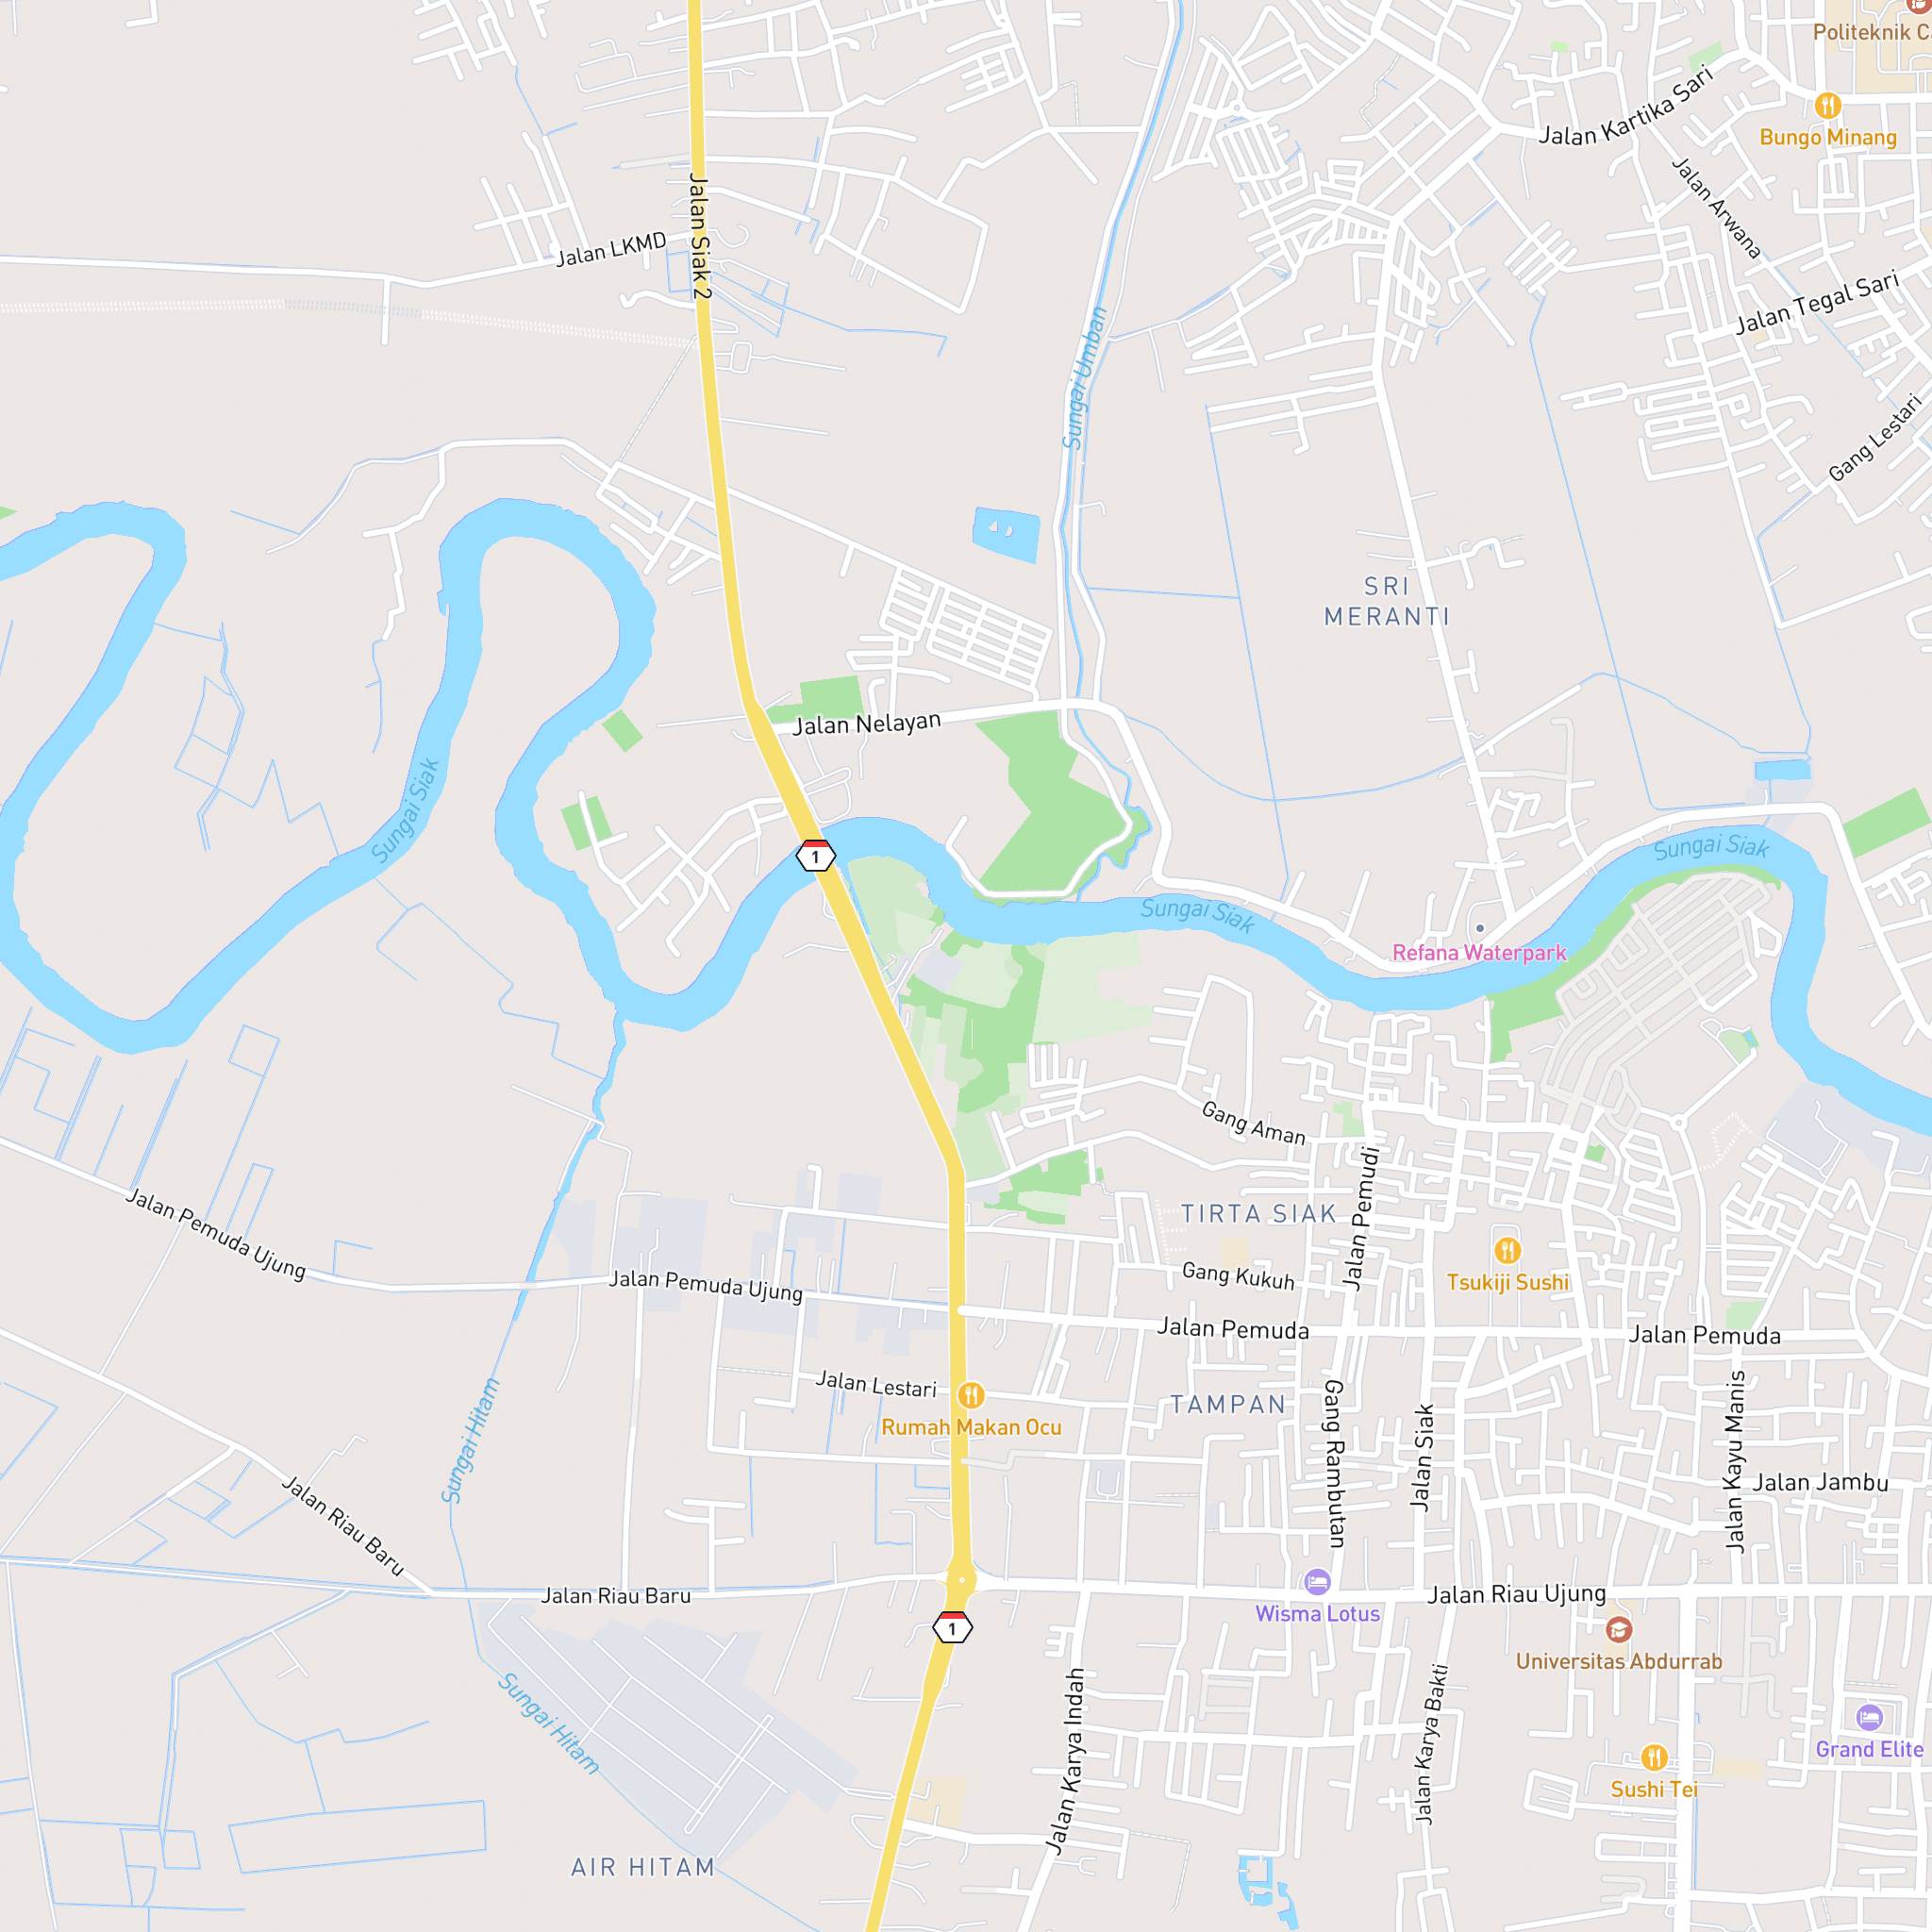 Politeknik C
Jalan Kartika Sari
Bungo Minang
Jalan Siak 2
Jalan Arwana
Jalan LKMD
Jalan Tegal Sari
Sungai Umban
Gang Lestari
SRI
MERANTI
Jalan Nelayan
Sungai Siak
1
Sungai Siak
Sungai Siak
Refana Waterpark
Gang Aman
Jalan Pemudi
Jalan Pemuda Ujung
TIRTA SIAK
Tsukiji Sushi
Gang Kukuh
Jalan Pemuda Ujung
Jalan Pemuda
Jalan Pemuda
Jalan Lestari
TAMPAN
Rumah Makan Ocu
Sungai Hitam
Gang Rambutan
Jalan Siak
Jalan Kayu Manis
Jalan Jambu
Jalan Riau Baru
Jalan Riau Baru
Wisma Lotus
Jalan Riau Ujung
1
Universitas Abdurrab
Sungai Hitam
Jalan Karya Indah
Jalan Karya Bakti
Grand Elite
Sushi Tei
AIR HITAM